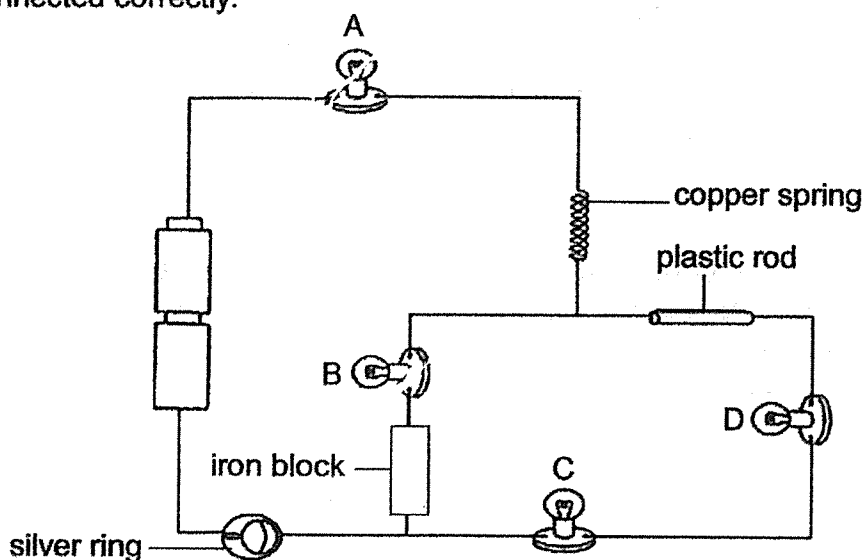 connected correctly.
A
copper spring
plastic rod
B
D
iron block
C
silver ring